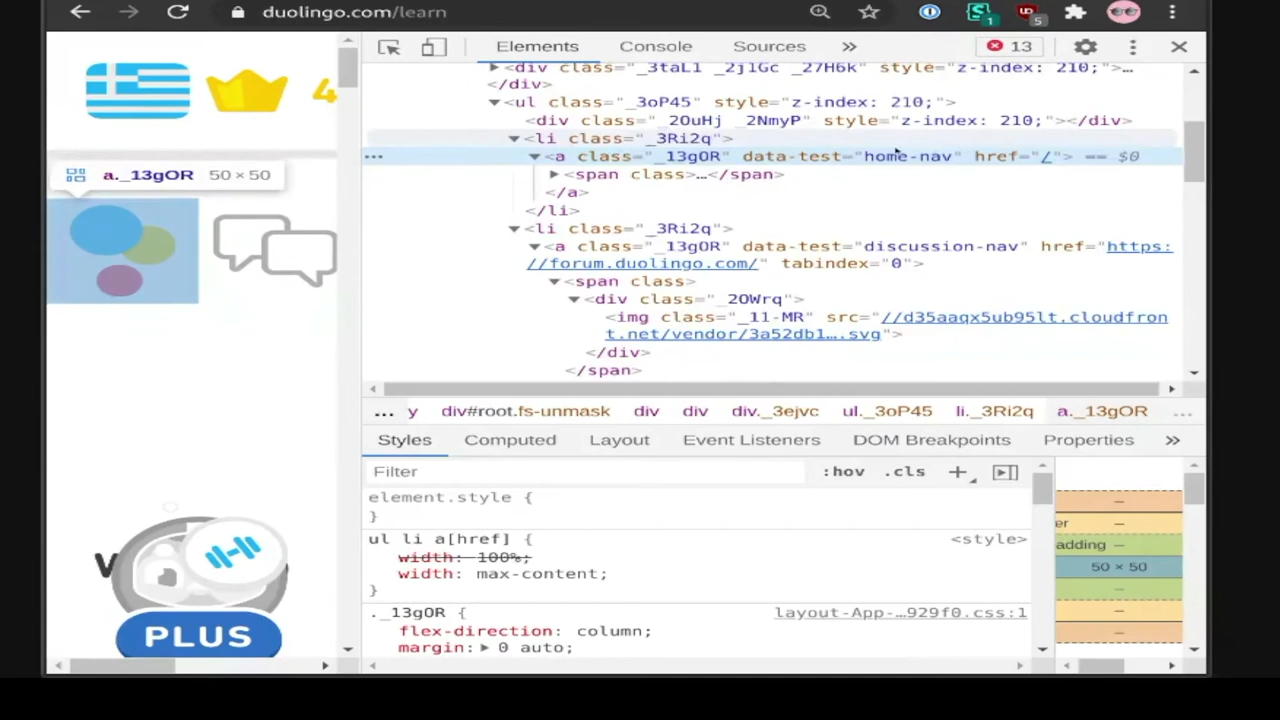 duolingo.com/learn
1
5
Elements Console Sources » 13
<div class="_3taL1 _2j1Gc _27H6k" style="z-index: 210;">…
</div>
<ul class="_3oP45" style="z-index: 210;">
<div class="_2OuHj _2NmyP" style="z-index: 210;"></div>
<li class="_3Ri2q">
<a class="_13gOR" data-test="home-nav" href="/"> == $0
<span class>…</span>
</a>
</li>
<li class="_3Ri2q">
<a class="_13gOR" data-test="discussion-nav" href="https:
//forum.duolingo.com/" tabindex="0">
<span class>
<div class="_2OWrq">
<img class="_11-MR" src="//d35aaqx5ub95lt.cloudfron
t.net/vendor/3a52db1….svg">
</div>
</span>
4
a._13gOR 50 × 50
V
PLUS
... y div#root.fs-unmask div div div._3ejvc ul._3oP45 li._3Ri2q a._13gOR ...
Styles Computed Layout Event Listeners DOM Breakpoints Properties »
Filter :hov .cls +
element.style {
}
ul li a[href] { <style>
width: 100%;
width: max-content;
}
._13gOR { layout-App-…929f0.css:1
flex-direction: column;
margin: 0 auto;
–
er –
adding –
50 × 50
–
–
–